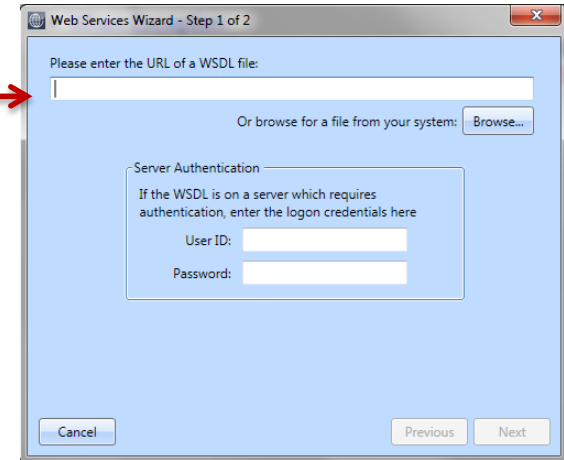 Web Services Wizard - Step 1 of 2
Please enter the URL of a WSDL file:
Or browse for a file from your system: Browse...
Server Authentication
If the WSDL is on a server which requires
authentication, enter the logon credentials here
User ID:
Password:
Cancel Previous Next